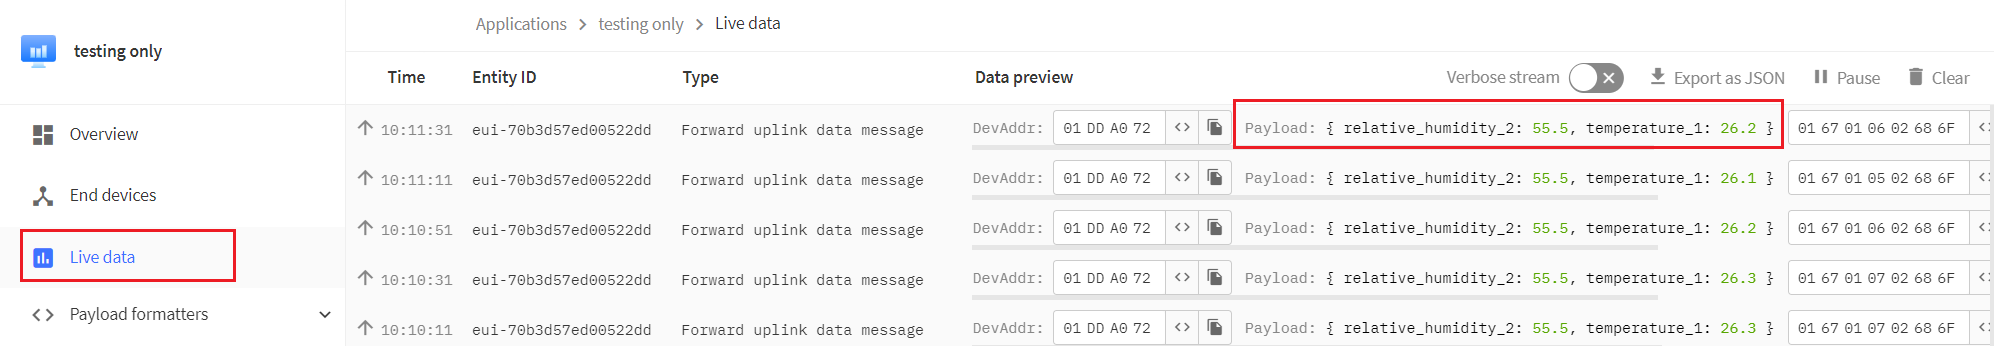 Applications > testing only > Live data
testing only
Time Entity ID Type Data preview Verbose stream Export as JSON Pause Clear
10:11:31 eui-70b3d57ed00522dd Forward uplink data message DevAddr: 01 DD A0 72 <> Payload: { relative_humidity_2: 55.5, temperature_1: 26.2 } 01 67 01 06 02 68 6F
Overview
10:11:11 eui-70b3d57ed00522dd Forward uplink data message DevAddr: 01 DD A0 72 <> Payload: { relative_humidity_2: 55.5, temperature_1: 26.1 } 01 67 01 05 02 68 6F
End devices
10:10:51 eui-70b3d57ed00522dd Forward uplink data message DevAddr: 01 DD A0 72 <> Payload: { relative_humidity_2: 55.5, temperature_1: 26.2 } 01 67 01 06 02 68 6F
Live data
10:10:31 eui-70b3d57ed00522dd Forward uplink data message DevAddr: 01 DD A0 72 <> Payload: { relative_humidity_2: 55.5, temperature_1: 26.3 } 01 67 01 07 02 68 6F
<> Payload formatters
10:10:11 eui-70b3d57ed00522dd Forward uplink data message DevAddr: 01 DD A0 72 <> Payload: { relative_humidity_2: 55.5, temperature_1: 26.3 } 01 67 01 07 02 68 6F